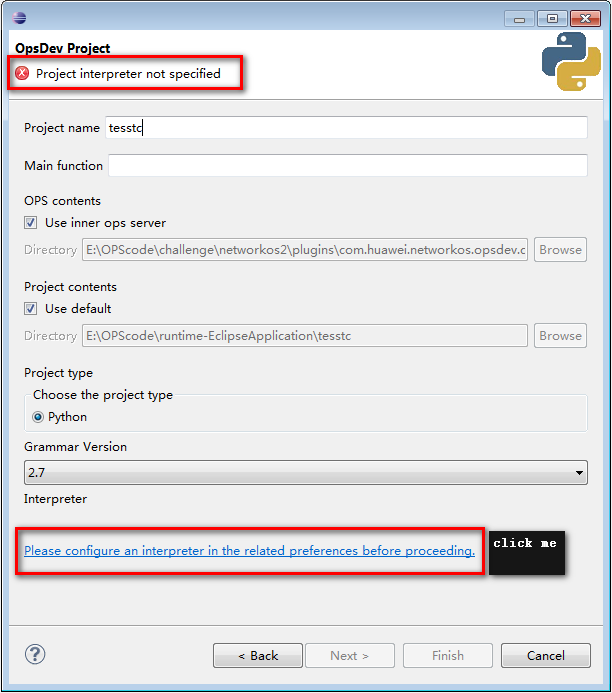 OpsDev Project
Project interpreter not specified
Project name tesstc
Main function
OPS contents
Use inner ops server
Directory E:\OPScode\challenge\networkos2\plugins\com.huawei.networkos.opsdev.c Browse
Project contents
Use default
Directory E:\OPScode\runtime-EclipseApplication\tesstc Browse
Project type
Choose the project type
Python
Grammar Version
2.7
Interpreter
Please configure an interpreter in the related preferences before proceeding. click me
? < Back Next > Finish Cancel